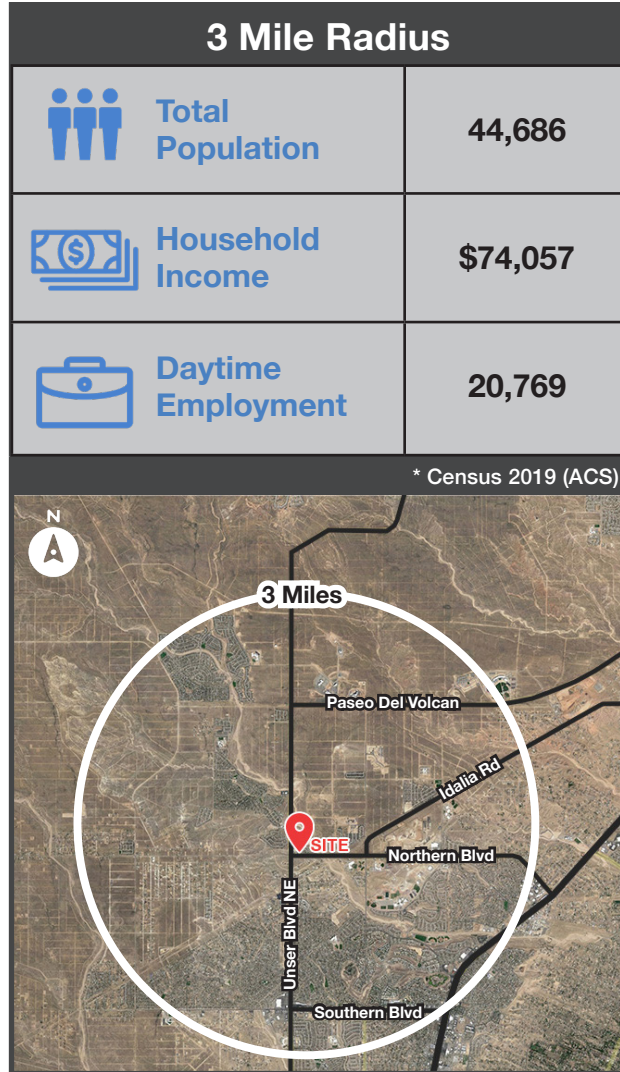 3 Mile Radius
Total
Population
44,686
$
Household
Income
$74,057
Daytime
Employment
20,769
* Census 2019 (ACS)
N
3 Miles
Paseo Del Volcan
Idalia Rd
SITE
Northern Blvd
Unser Blvd NE
Southern Blvd